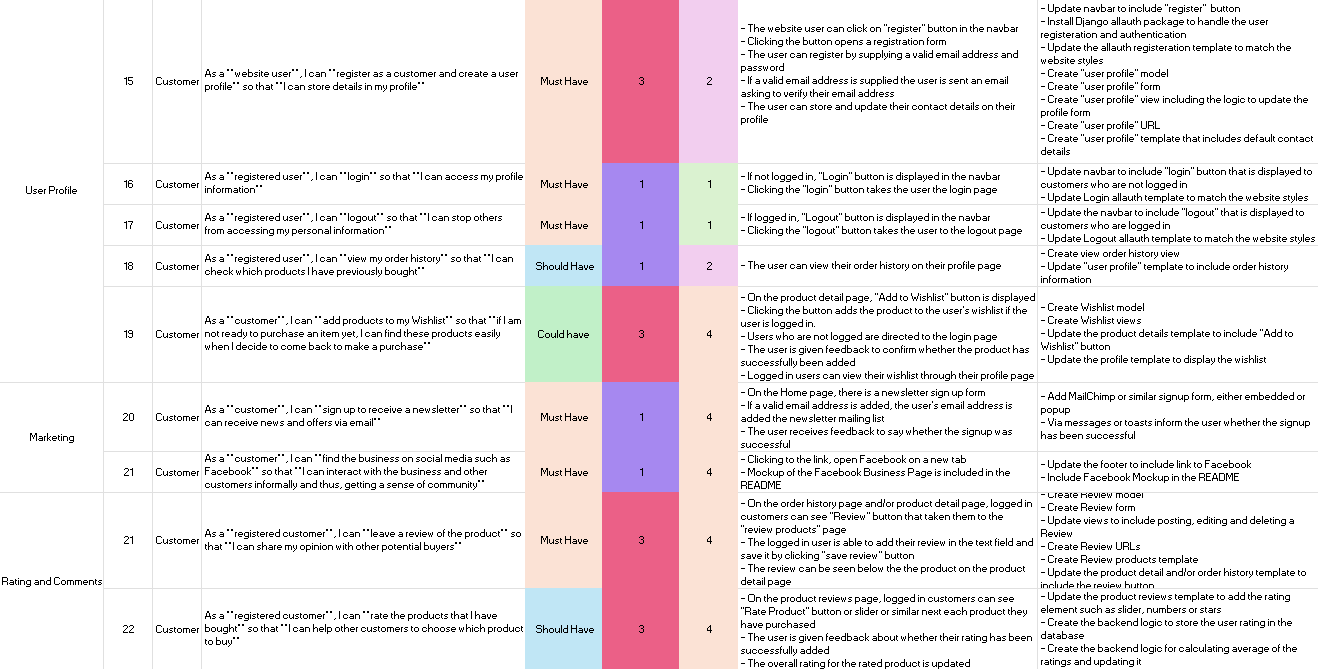 User Profile
15
Customer
As a **website user**, I can **register as a customer and create a user
profile** so that **I can store details in my profile**
Must Have
3
2
- The website user can click on "register" button in the navbar
- Clicking the button opens a registration form
- The user can register by supplying a valid email address and
password
- If a valid email address is supplied the user is sent an email
asking to verify their email address
- The user can store and update their contact details on their
profile
- Update navbar to include "register" button
- Install Django allauth package to handle the user
registeration and authentication
- Update the allauth registeration template to match the
website styles
- Create "user profile" model
- Create "user profile" form
- Create "user profile" view including the logic to update the
profile form
- Create "user profile" URL
- Create "user profile" template that includes default contact
details
16
Customer
As a **registered user**, I can **login** so that **I can access my profile
information**
Must Have
1
1
- If not logged in, "Login" button is displayed in the navbar
- Clicking the "login" button takes the user the login page
- Update navbar to include "login" button that is displayed to
customers who are not logged in
- Update Login allauth template to match the website styles
17
Customer
As a **registered user**, I can **logout** so that **I can stop others
from accessing my personal information**
Must Have
1
1
- If logged in, "Logout" button is displayed in the navbar
- Clicking the "logout" button takes the user to the logout page
- Update the navbar to include "logout" that is displayed to
customers who are logged in
- Update Logout allauth template to match the website styles
18
Customer
As a **registered user** I can **view my order history** so that **I can
check which products I have previously bought**
Should Have
1
2
- The user can view their order history on their profile page
- Create view order history view
- Update "user profile" template to include order history
information
19
Customer
As a **customer**, I can **add products to my Wishlist** so that **if I am
not ready to purchase an item yet, I can find these products easily
when I decide to come back to make a purchase**
Could have
3
4
- On the product detail page, "Add to Wishlist" button is displayed
- Clicking the button adds the product to the user's wishlist if the
user is logged in.
- Users who are not logged are directed to the login page
- The user is given feedback to confirm whether the product has
successfully been added
- Logged in users can view their wishlist through their profile page
- Create Wishlist model
- Create Wishlist views
- Update the product details template to include "Add to
Wishlist" button
- Update the profile template to display the wishlist
Marketing
20
Customer
As a **customer**, I can **sign up to receive a newsletter** so that **I
can receive news and offers via email**
Must Have
1
4
- On the Home page, there is a newsletter sign up form
- If a valid email address is added, the user's email address is
added the newsletter mailing list
- The user receives feedback to say whether the signup was
successful
- Add MailChimp or similar signup form, either embedded or
popup
- Via messages or toasts inform the user whether the signup
has been successful
21
Customer
As a **customer**, I can **find the business on social media such as
Facebook** so that **I can interact with the business and other
customers informally and thus, getting a sense of community**
Must Have
1
4
- Clicking to the link, open Facebook on a new tab
- Mockup of the Facebook Business Page is included in the
README
- Update the footer to include link to Facebook
- Include Facebook Mockup in the README
Rating and Comments
21
Customer
As a **registered customer**, I can **leave a review of the product** so
that **I can share my opinion with other potential buyers**
Must Have
3
4
- On the order history page and/or product detail page, logged in
customers can see "Review" button that taken them to the
"review products" page
- The logged in user is able to add their review in the text field and
save it by clicking "save review" button
- The review can be seen below the the product on the product
detail page
- Create Review model
- Create Review form
- Update views to include posting, editing and deleting a
Review
- Create Review URLs
- Create Review products template
- Update the product detail and/or order history template to
include the review button
22
Customer
As a **registered customer**, I can **rate the products that I have
bought** so that **I can help other customers to choose which product
to buy**
Should Have
3
4
- On the product reviews page, logged in customers can see
"Rate Product" button or slider or similar next each product they
have purchased
- The user is given feedback about whether their rating has been
successfully added
- The overall rating for the rated product is updated
- Update the product reviews template to add the rating
element such as slider, numbers or stars
- Create the backend logic to store the user rating in the
database
- Create the backend logic for calculating average of the
ratings and updating it